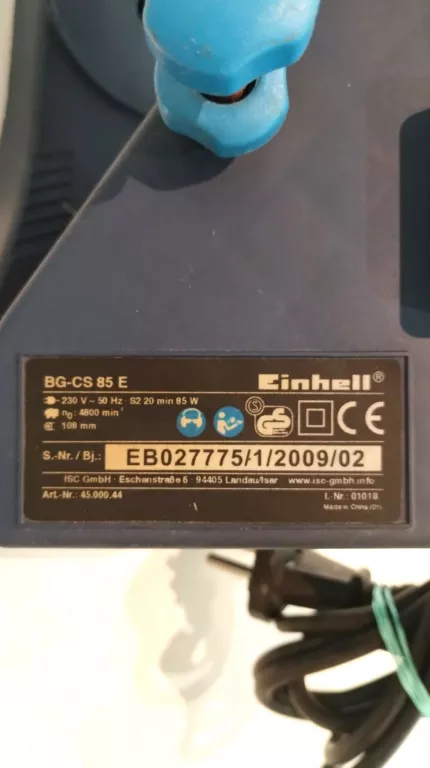 BG-CS 85 E
Einhell®
230 V ~ 50 Hz · S2 20 min 85 W
n₀: 4800 min⁻¹
108 mm
S GS CE
S.-Nr. / Bj.: EB027775/1/2009/02
ISC GmbH · Eschenstraße 6 · 94405 Landau/Isar www.isc-gmbh.info
Art.-Nr.: 45.000.44 I.-Nr.: 01018
Made in China